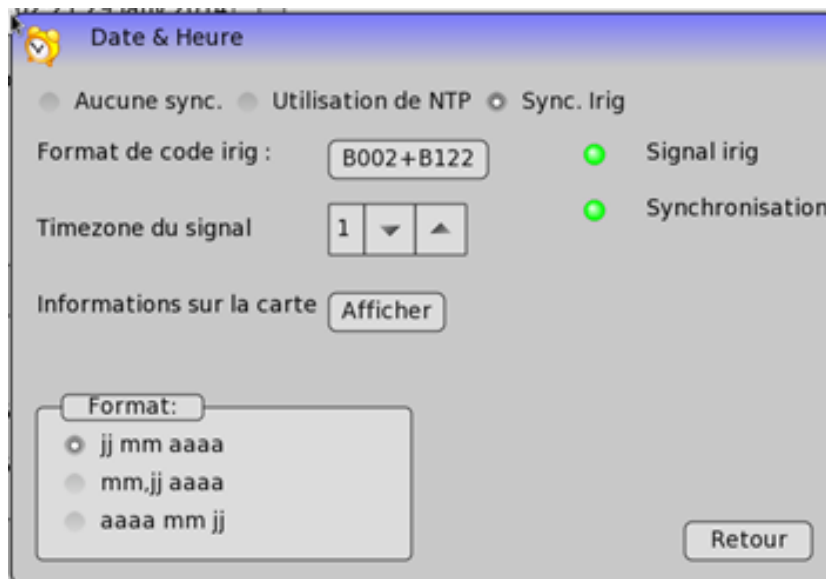 Date & Heure
Aucune sync. Utilisation de NTP Sync. Irig
Format de code irig : B002+B122 Signal irig
Synchronisation
Timezone du signal 1
Informations sur la carte Afficher
Format:
jj mm aaaa
mm,jj aaaa
aaaa mm jj
Retour